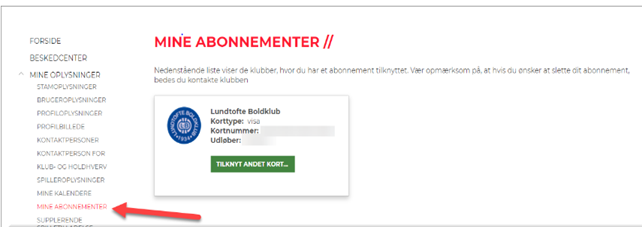 FORSIDE
BESKEDCENTER
MINE OPLYSNINGER
STAMOPLYSNINGER
BRUGEROPLYSNINGER
PROFILOPLYSNINGER
PROFILBILLEDE
KONTAKTPERSONER
KONTAKTPERSON FOR
KLUB- OG HOLDHVERV
SPILLEROPLYSNINGER
MINE KALENDERE
MINE ABONNEMENTER
SUPPLERENDE
MINE ABONNEMENTER //
Nedenstående liste viser de klubber, hvor du har et abonnement tilknyttet. Vær opmærksom på, at hvis du ønsker at slette dit abonnement,
bedes du kontakte klubben
LUNDTOFTE BOLDKLUB
Lundtofte Boldklub
Korttype: visa
Kortnummer:
Udløber:
TILKNYT ANDET KORT...